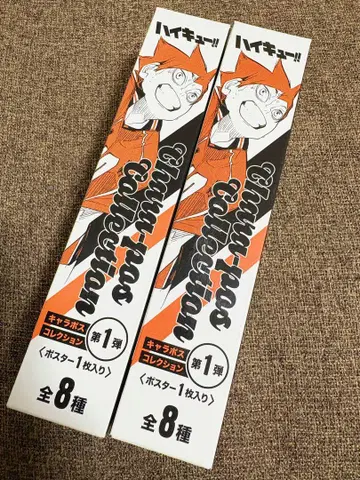 ハイキュー!!
Chara-pos
Collection
キャラポス
コレクション
第1弾
〈ポスター1枚入り〉
全8種
ハイキュー!!
Chara-pos
Collection
キャラポス
コレクション
第1弾
〈ポスター1枚入り〉
全8種